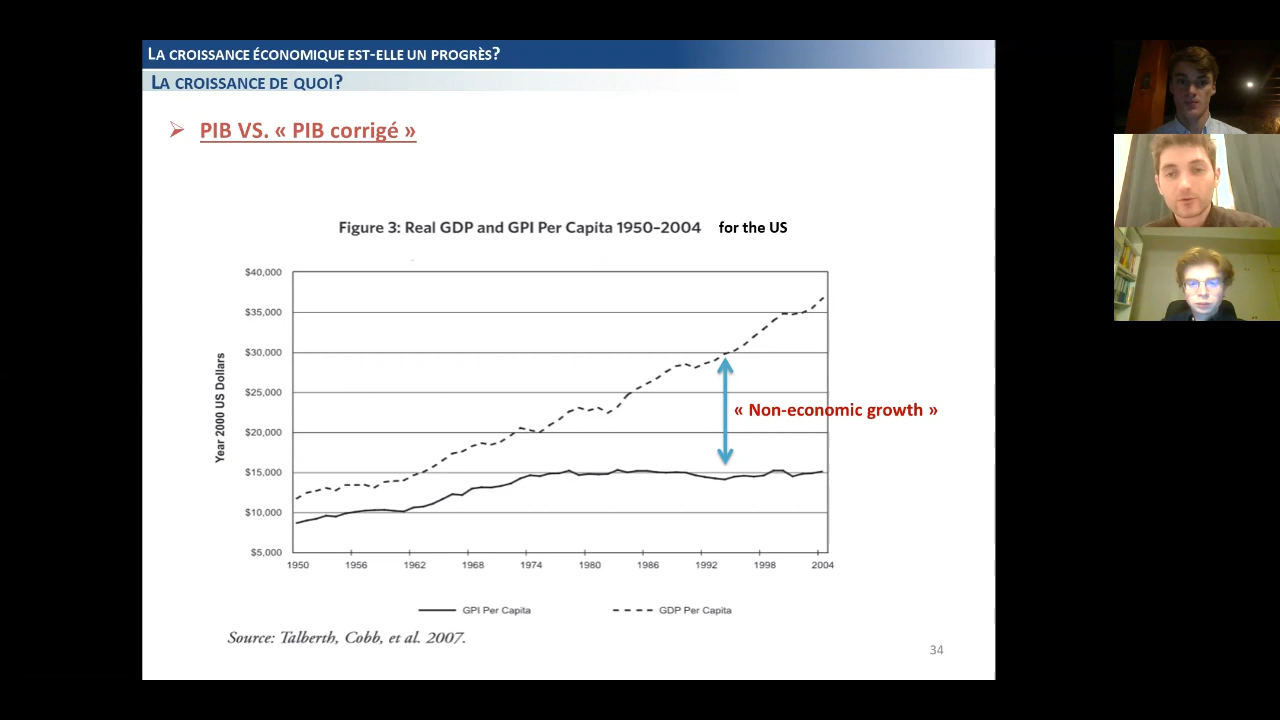 LA CROISSANCE ÉCONOMIQUE EST-ELLE UN PROGRÈS?
LA CROISSANCE DE QUOI?
PIB VS. « PIB corrigé »
Figure 3: Real GDP and GPI Per Capita 1950–2004 for the US
$40,000
$35,000
$30,000
$25,000
$20,000
$15,000
$10,000
$5,000
Year 2000 US Dollars
« Non-economic growth »
1950 1956 1962 1968 1974 1980 1986 1992 1998 2004
GPI Per Capita GDP Per Capita
Source: Talberth, Cobb, et al. 2007.
34